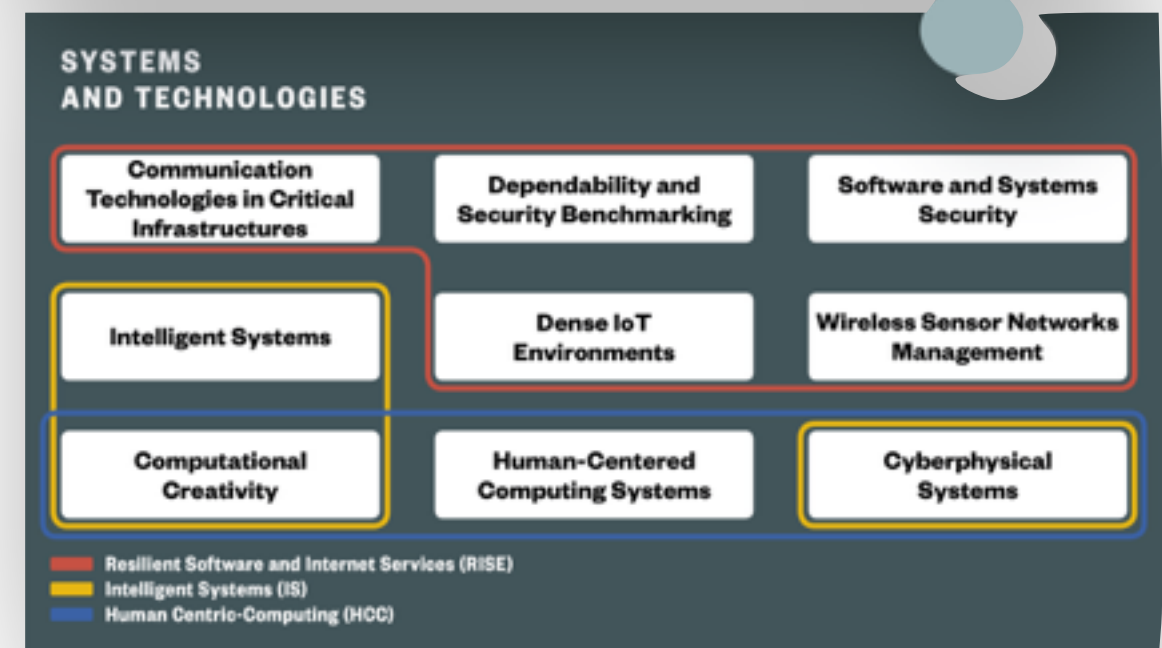 SYSTEMS
AND TECHNOLOGIES
Communication
Technologies in Critical
Infrastructures
Dependability and
Security Benchmarking
Software and Systems
Security
Intelligent Systems
Dense IoT
Environments
Wireless Sensor Networks
Management
Computational
Creativity
Human-Centered
Computing Systems
Cyberphysical
Systems
Resilient Software and Internet Services (RISE)
Intelligent Systems (IS)
Human Centric-Computing (HCC)